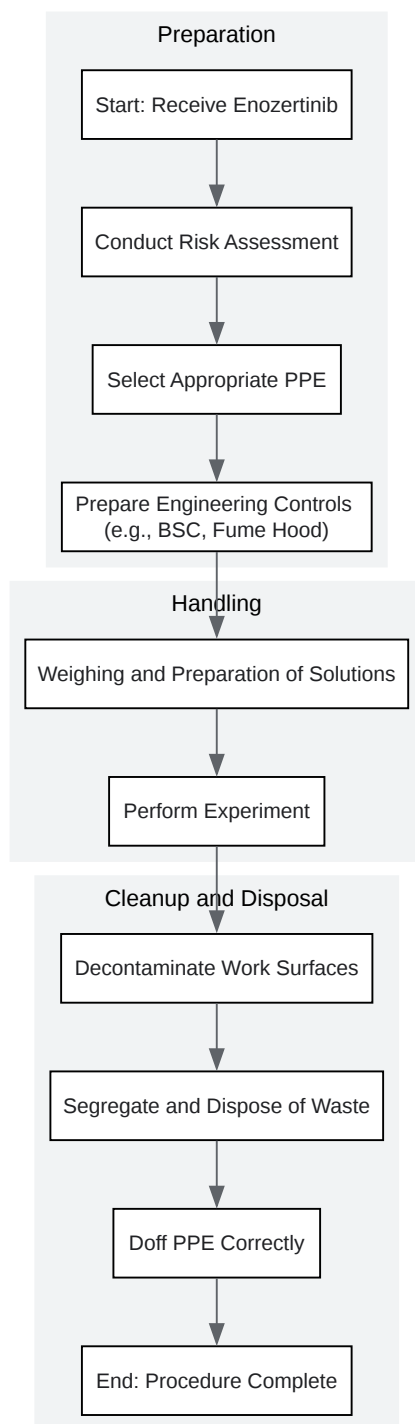 Preparation
Start: Receive Enozertinib
Conduct Risk Assessment
Select Appropriate PPE
Prepare Engineering Controls
(e.g., BSC, Fume Hood)
Handling
Weighing and Preparation of Solutions
Perform Experiment
Cleanup and Disposal
Decontaminate Work Surfaces
Segregate and Dispose of Waste
Doff PPE Correctly
End: Procedure Complete